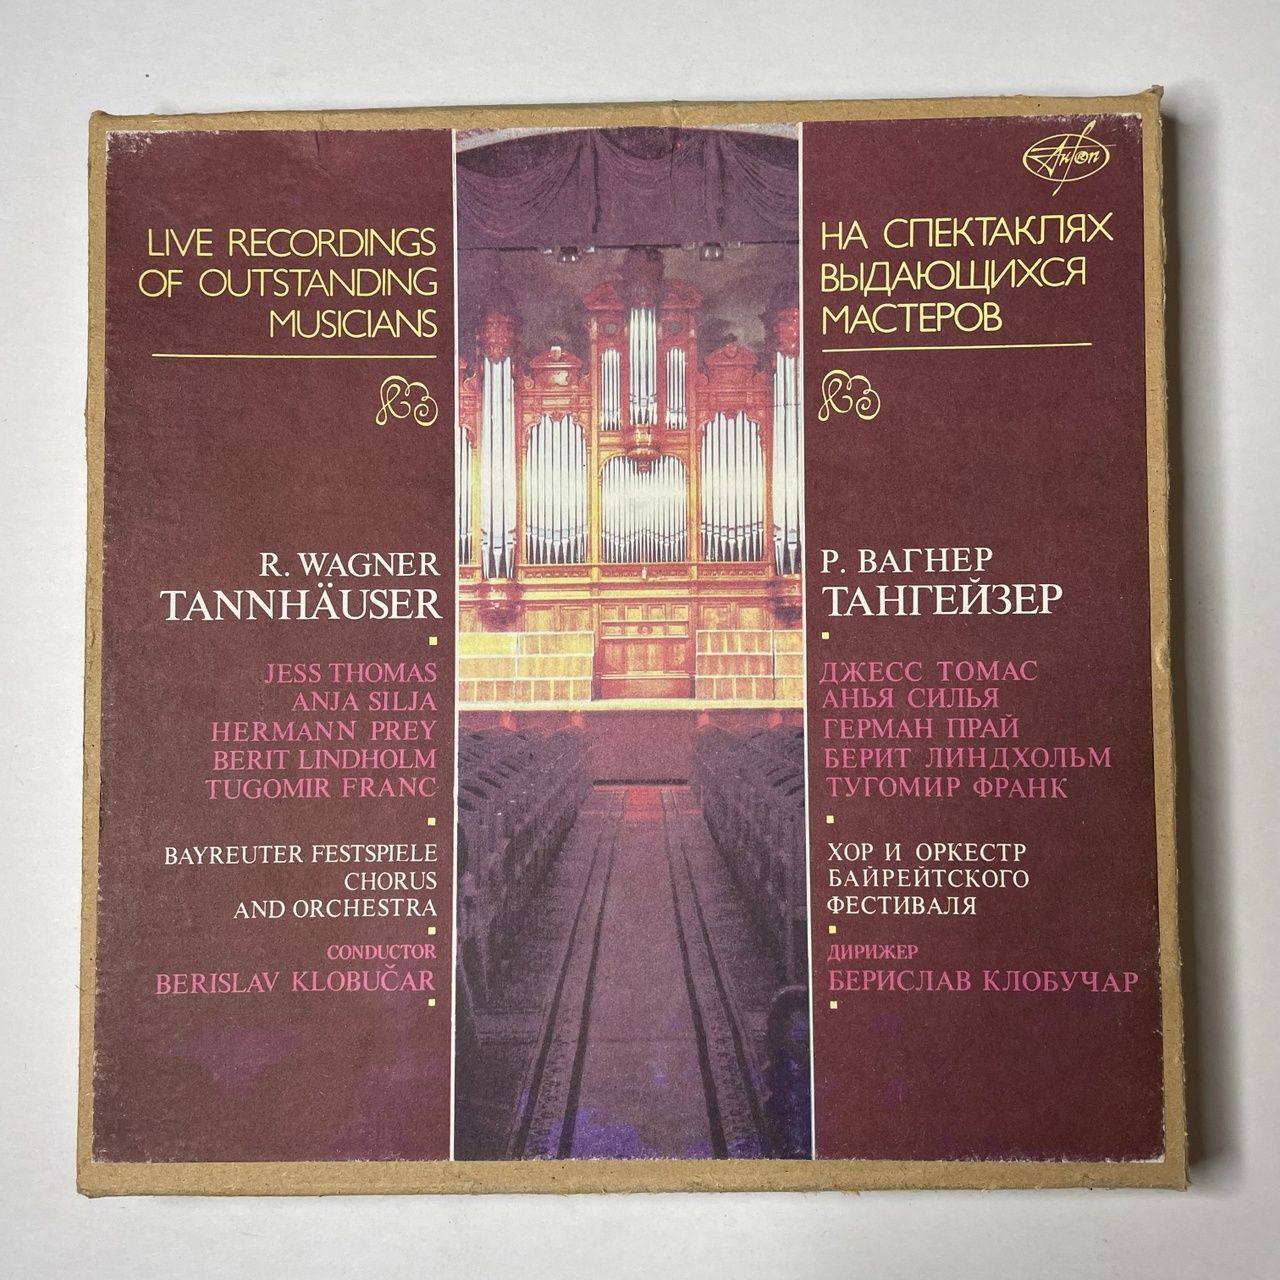 LIVE RECORDINGS
OF OUTSTANDING
MUSICIANS
R. WAGNER
TANNHÄUSER
JESS THOMAS
ANJA SILJA
HERMANN PREY
BERIT LINDHOLM
TUGOMIR FRANC
BAYREUTER FESTSPIELE
CHORUS
AND ORCHESTRA
CONDUCTOR
BERISLAV KLOBUČAR
НА СПЕКТАКЛЯХ
ВЫДАЮЩИХСЯ
МАСТЕРОВ
Р. ВАГНЕР
ТАНГЕЙЗЕР
ДЖЕСС ТОМАС
АНЬЯ СИЛЬЯ
ГЕРМАН ПРАЙ
БЕРИТ ЛИНДХОЛЬМ
ТУГОМИР ФРАНК
ХОР И ОРКЕСТР
БАЙРЕЙТСКОГО
ФЕСТИВАЛЯ
ДИРИЖЕР
БЕРИСЛАВ КЛОБУЧАР